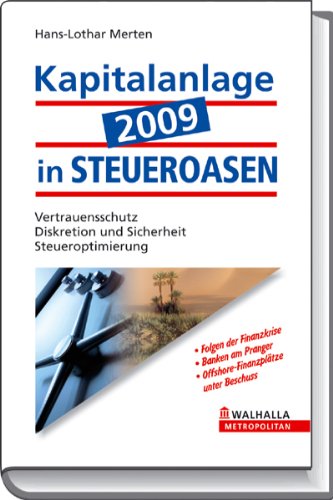 Hans-Lothar Merten
Kapitalanlage
2009
in STEUEROASEN
Vertrauensschutz
Diskretion und Sicherheit
Steueroptimierung
• Folgen der Finanzkrise
• Banken am Pranger
• Offshore-Finanzplätze
unter Beschuss
WALHALLA
METROPOLITAN